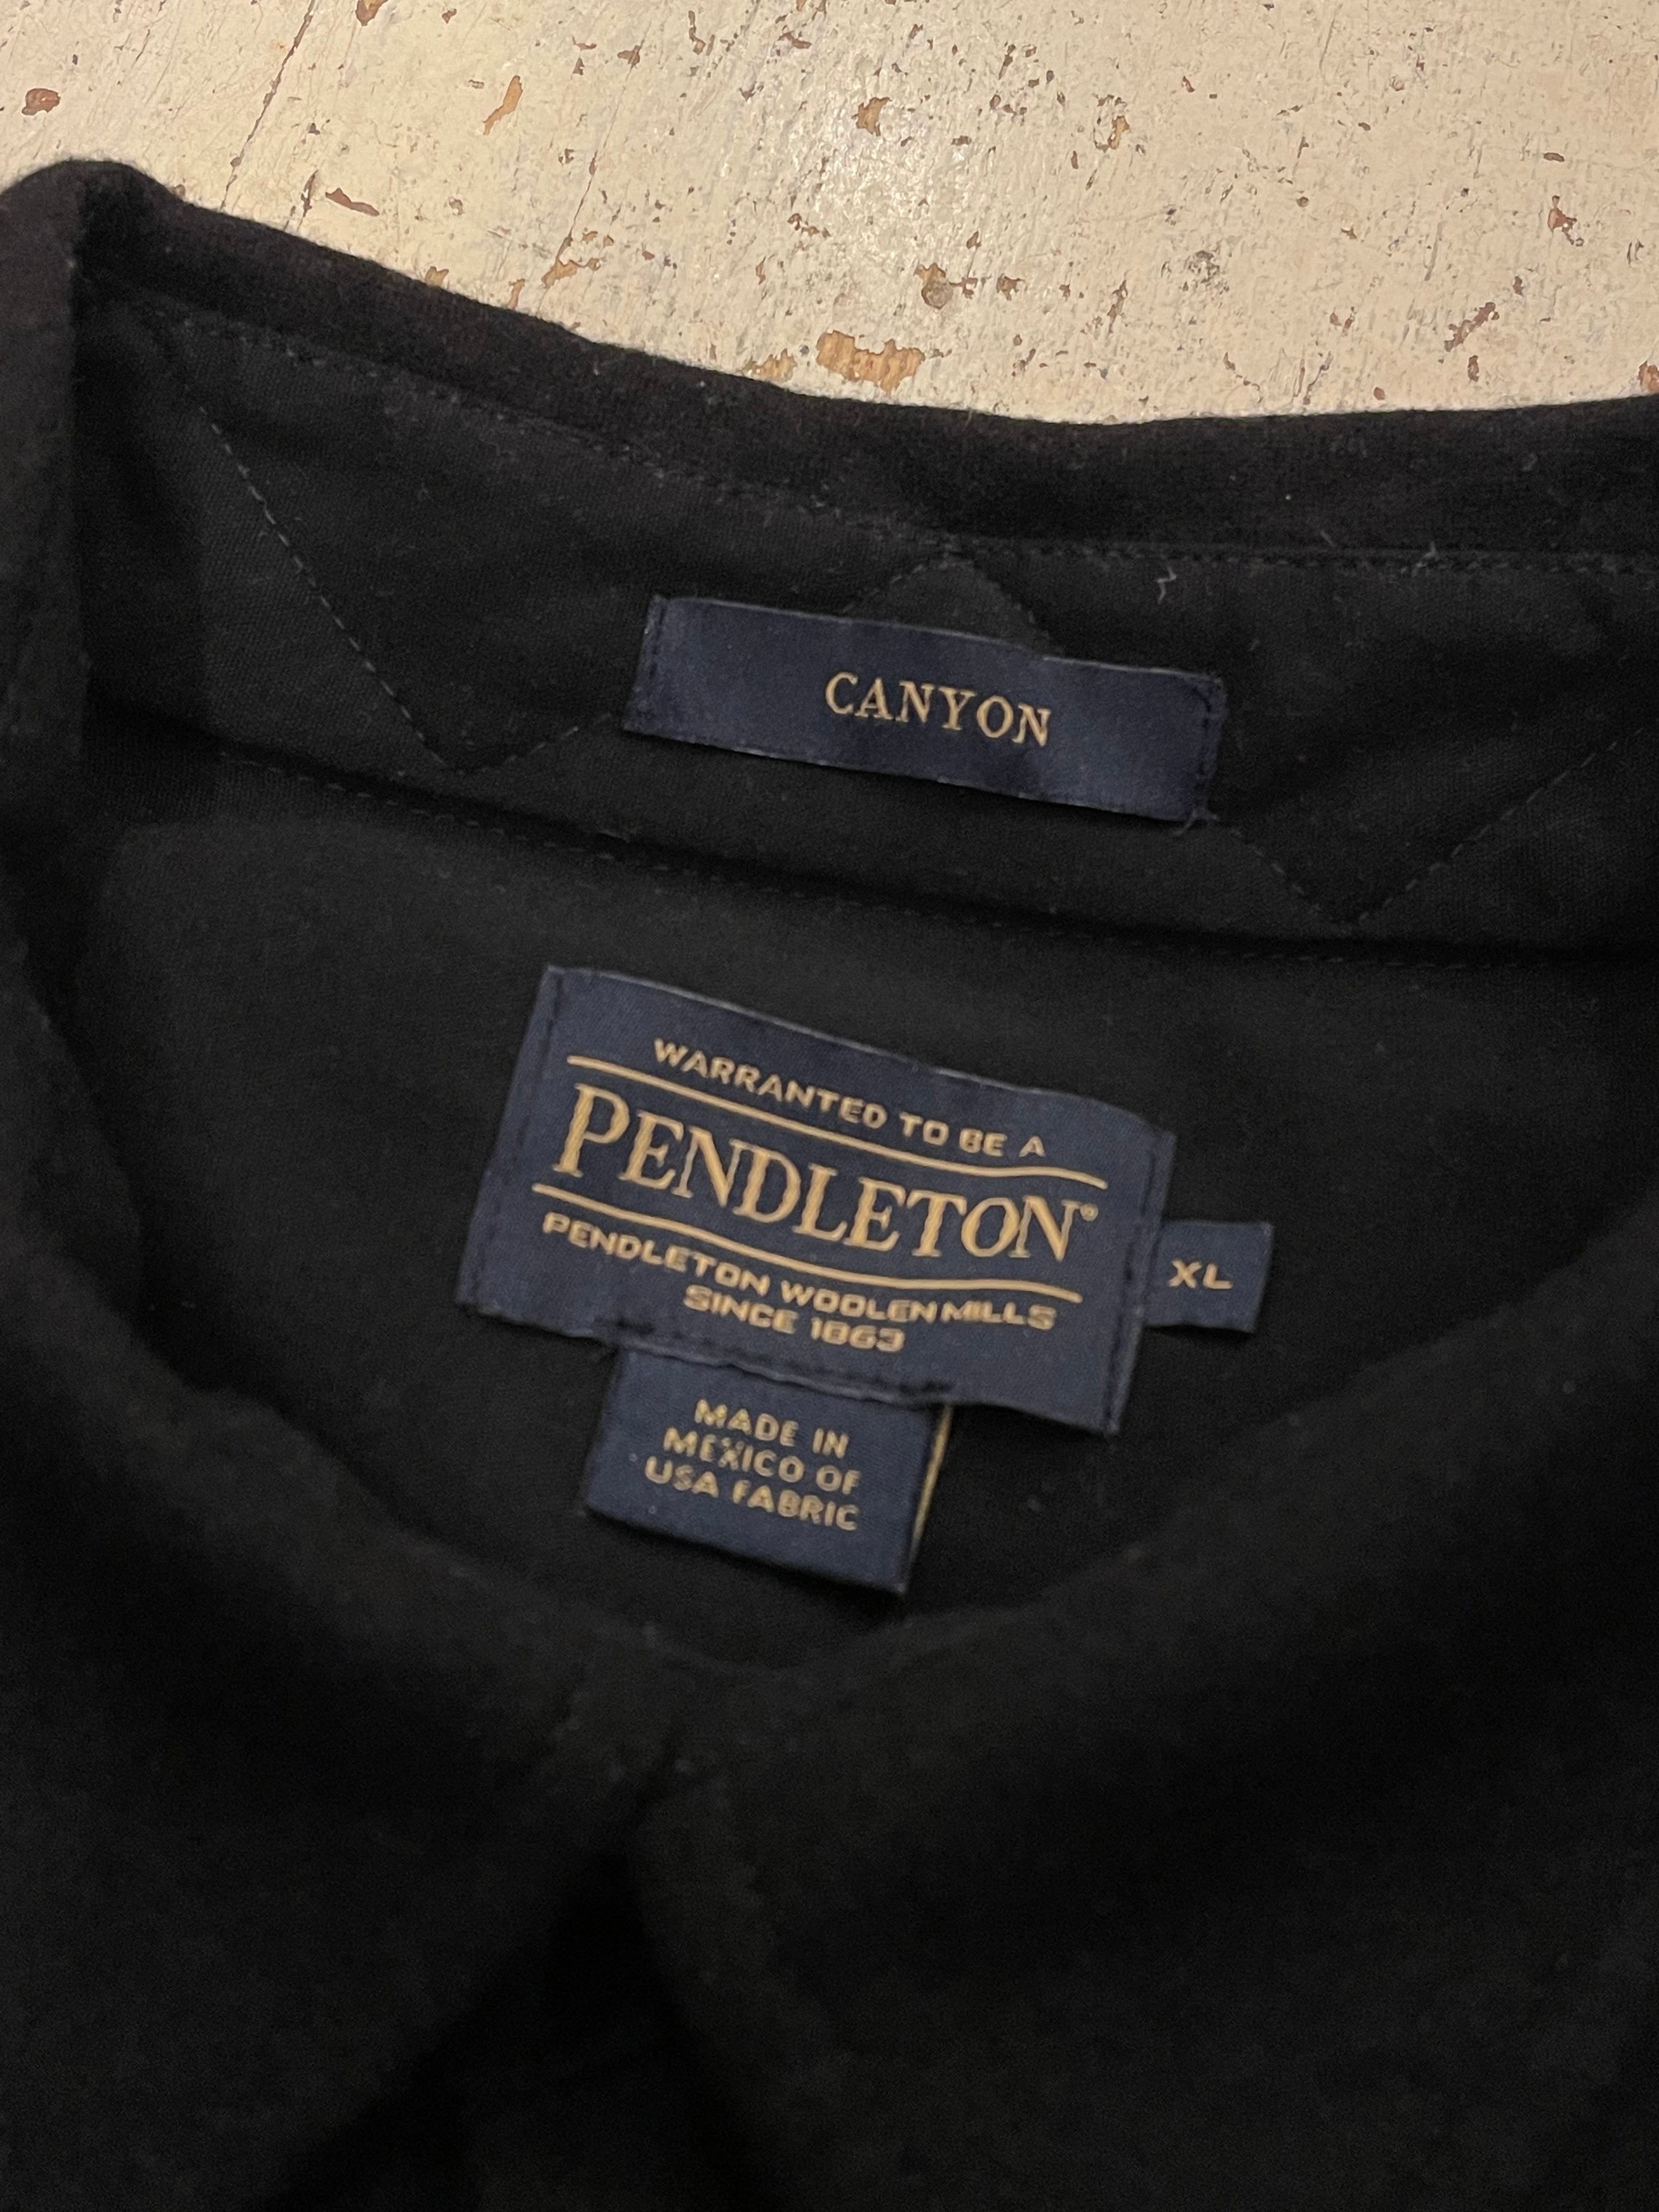 CANYON
WARRANTED TO BE A
PENDLETON®
PENDLETON WOOLEN MILLS
SINCE 1863
XL
MADE IN
MEXICO OF
USA FABRIC